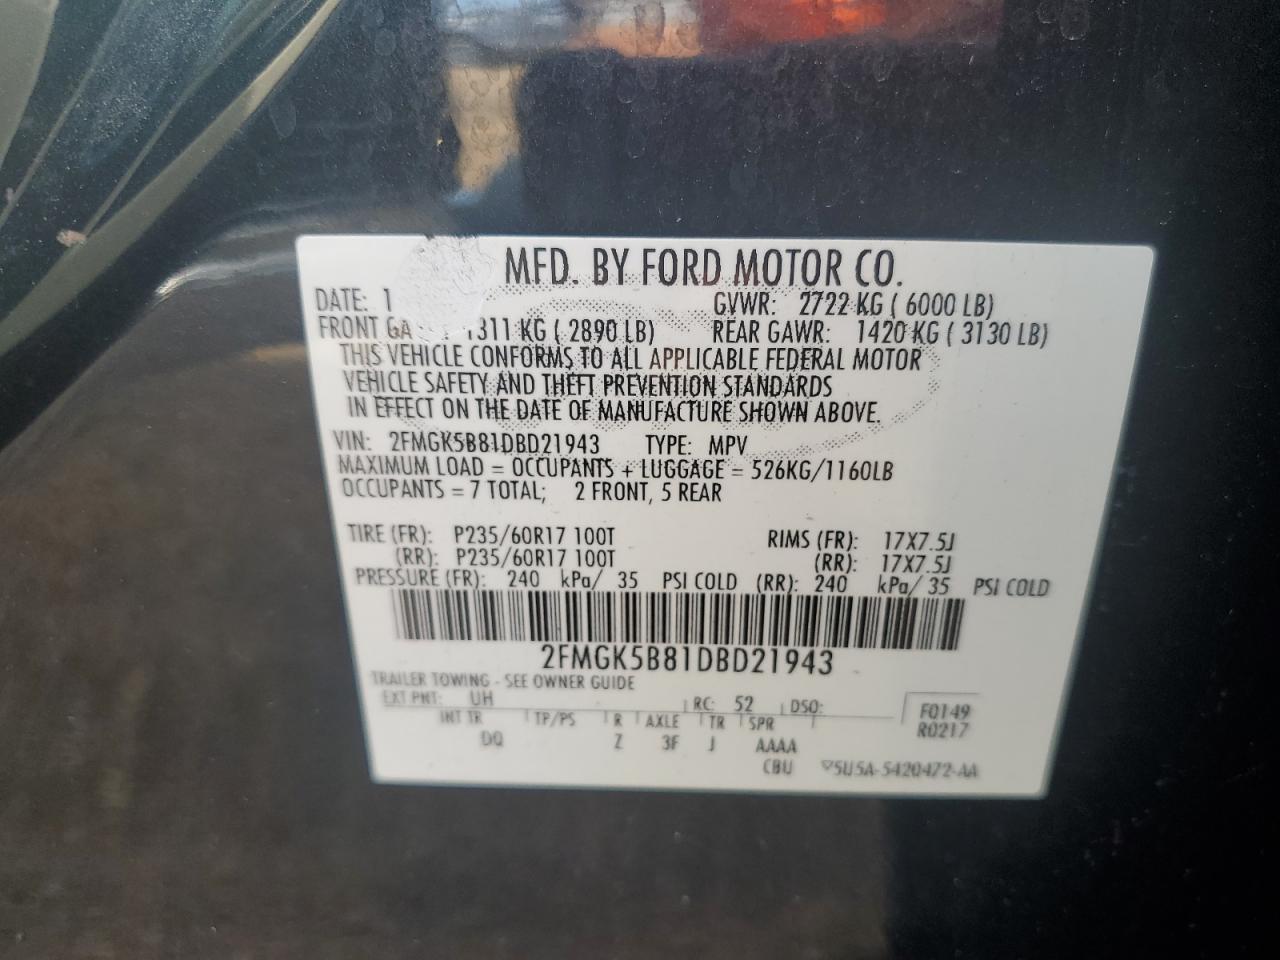 MFD. BY FORD MOTOR CO.
DATE: 1 GVWR: 2722 KG ( 6000 LB)
FRONT GA 1311 KG ( 2890 LB) REAR GAWR: 1420 KG ( 3130 LB)
THIS VEHICLE CONFORMS TO ALL APPLICABLE FEDERAL MOTOR
VEHICLE SAFETY AND THEFT PREVENTION STANDARDS
IN EFFECT ON THE DATE OF MANUFACTURE SHOWN ABOVE.
VIN: 2FMGK5B81DBD21943 TYPE: MPV
MAXIMUM LOAD = OCCUPANTS + LUGGAGE = 526KG/1160LB
OCCUPANTS = 7 TOTAL; 2 FRONT, 5 REAR
TIRE (FR): P235/60R17 100T RIMS (FR): 17X7.5J
(RR): P235/60R17 100T (RR): 17X7.5J
PRESSURE (FR): 240 kPa/ 35 PSI COLD (RR): 240 kPa/ 35 PSI COLD
2FMGK5B81DBD21943
TRAILER TOWING - SEE OWNER GUIDE
EXT PNT: UH RC: 52 DSO: F0149
INT TR TP/PS R AXLE TR SPR R0217
DQ Z 3F J AAAA
CBU 5U5A-5420472-AA